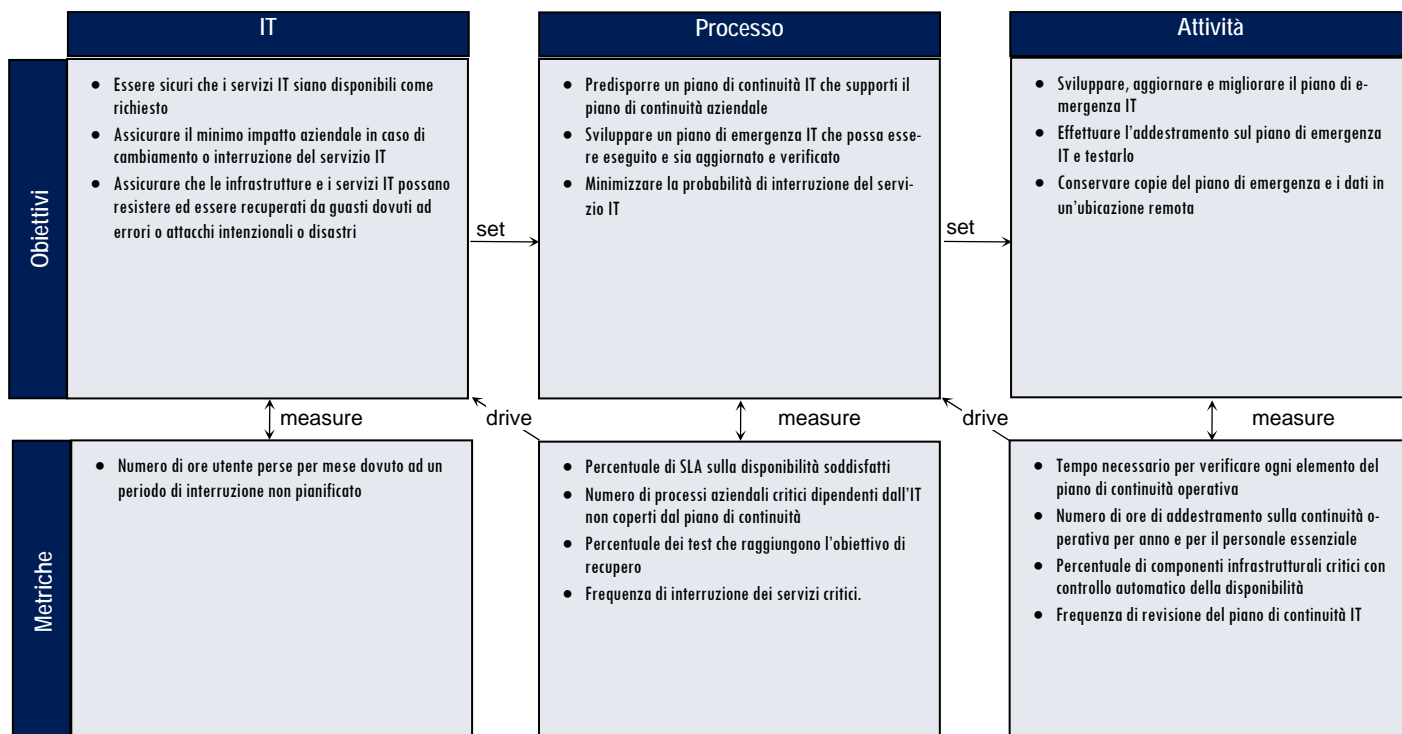 IT
Processo
Attività
Obiettivi
• Essere sicuri che i servizi IT siano disponibili come
richiesto
• Assicurare il minimo impatto aziendale in caso di
cambiamento o interruzione del servizio IT
• Assicurare che le infrastrutture e i servizi IT possano
resistere ed essere recuperati da guasti dovuti ad
errori o attacchi intenzionali o disastri
set
• Predisporre un piano di continuità IT che supporti il
piano di continuità aziendale
• Sviluppare un piano di emergenza IT che possa esse-
re eseguito e sia aggiornato e verificato
• Minimizzare la probabilità di interruzione del servi-
zio IT
set
• Sviluppare, aggiornare e migliorare il piano di e-
mergenza IT
• Effettuare l'addestramento sul piano di emergenza
IT e testarlo
• Conservare copie del piano di emergenza e i dati in
un'ubicazione remota
measure
drive
measure
drive
measure
Metriche
• Numero di ore utente perse per mese dovuto ad un
periodo di interruzione non pianificato
• Percentuale di SLA sulla disponibilità soddisfatti
• Numero di processi aziendali critici dipendenti dall'IT
non coperti dal piano di continuità
• Percentuale dei test che raggiungono l'obiettivo di
recupero
• Frequenza di interruzione dei servizi critici.
• Tempo necessario per verificare ogni elemento del
piano di continuità operativa
• Numero di ore di addestramento sulla continuità o-
perativa per anno e per il personale essenziale
• Percentuale di componenti infrastrutturali critici con
controllo automatico della disponibilità
• Frequenza di revisione del piano di continuità IT